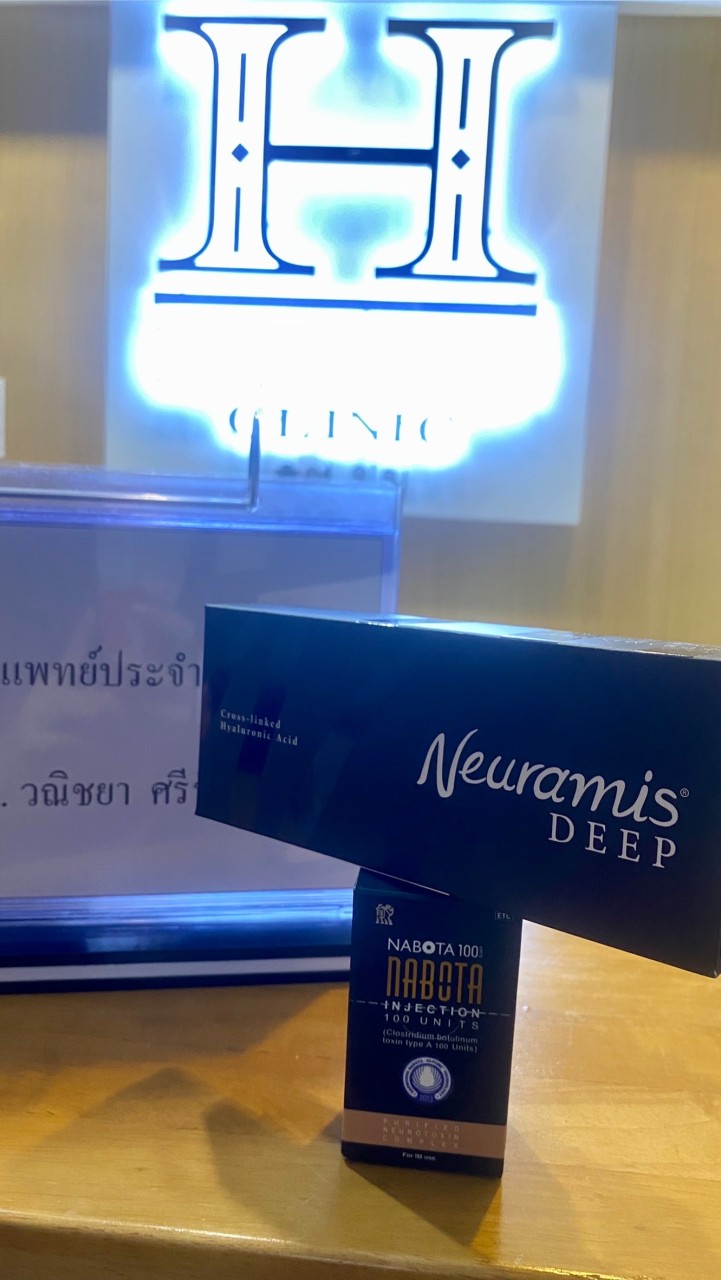 H
CLINIC
แพทย์ประจำ
. วณิชยา ศรี
Cross-linked
Hyaluronic Acid
Neuramis®
DEEP
NABOTA 100
NABOTA
INJECTION
100 UNITS
(Clostridium botulinum
toxin type A 100 Units)
PURIFIED
NEUROTOXIN
COMPLEX
For IM use.